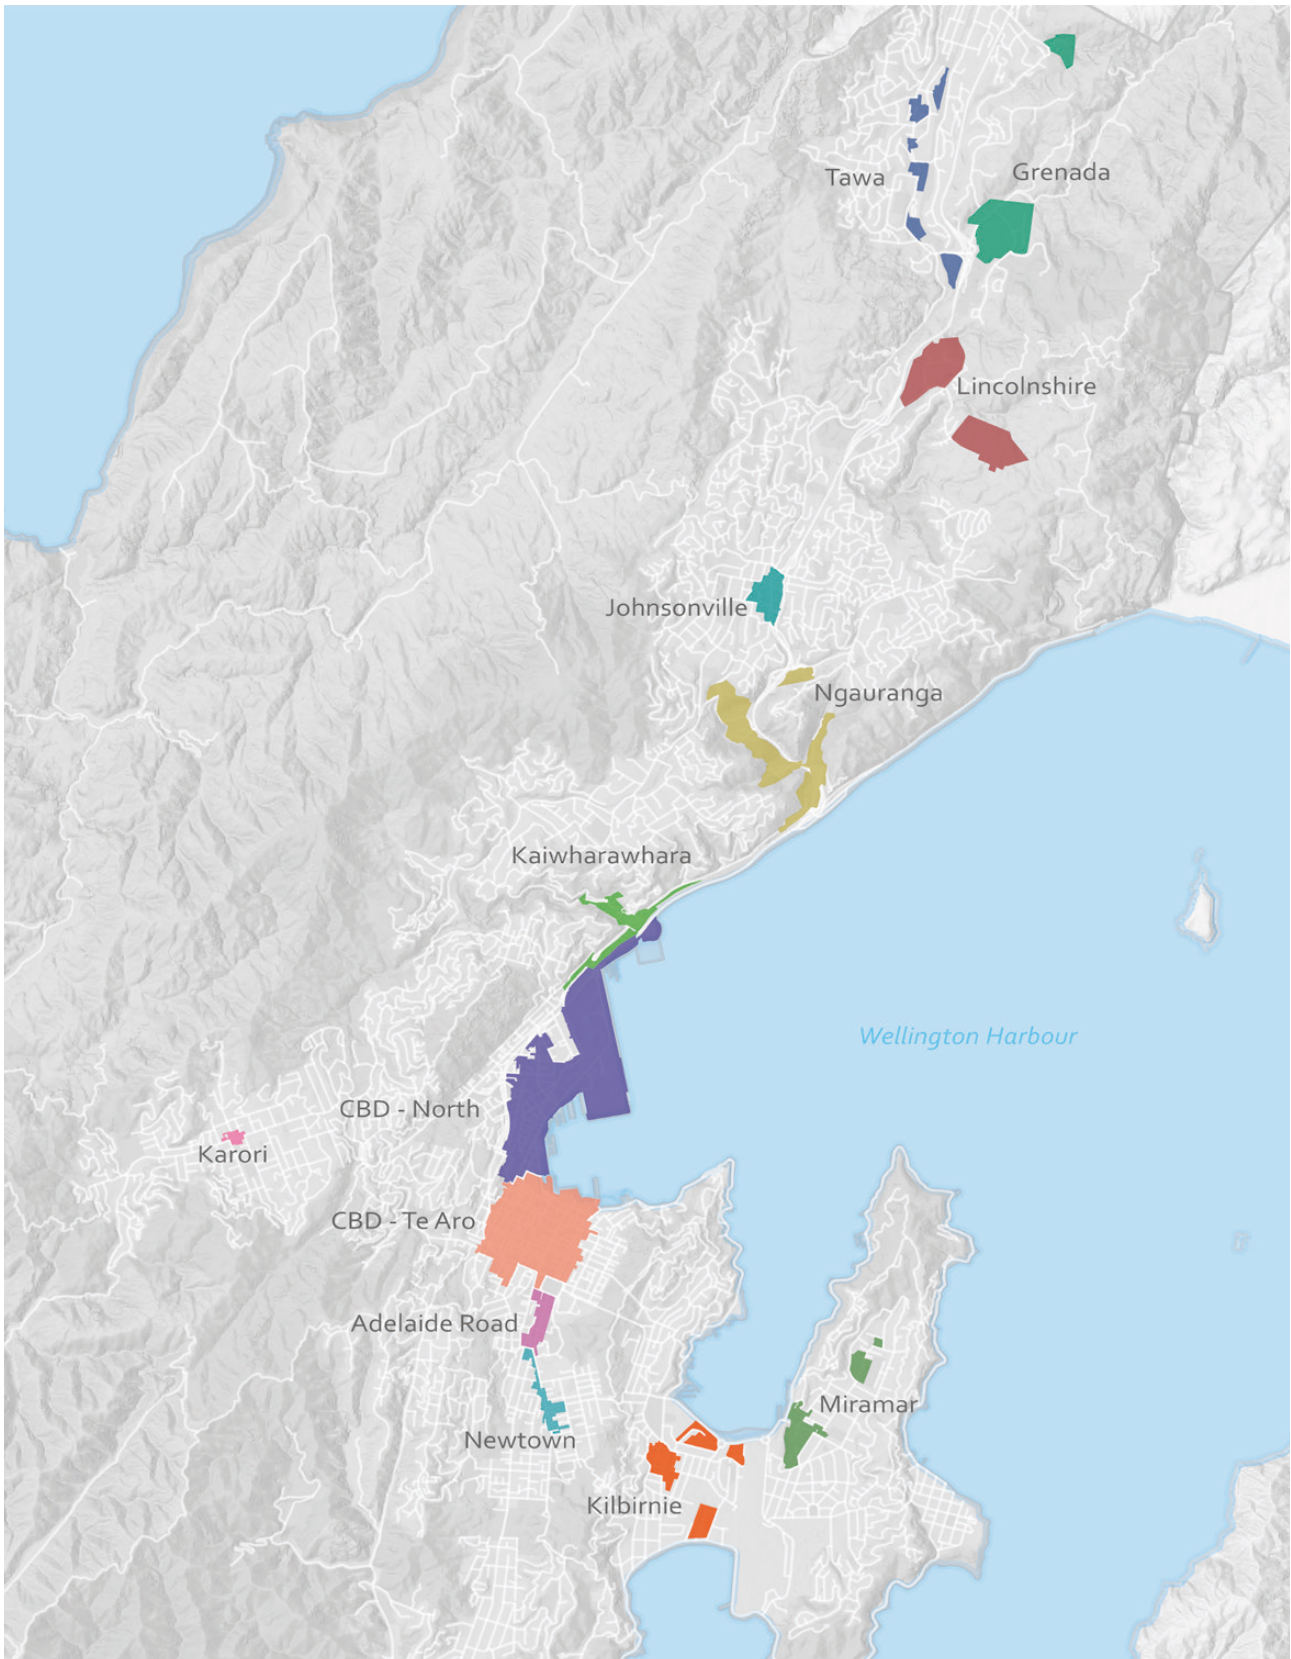 Grenada
Tawa
Lincolnshire
Johnsonville
Ngauranga
Kaiwharawhara
Wellington Harbour
CBD - North
Karori
CBD - Te Aro
Adelaide Road
Miramar
Newtown
Kilbirnie